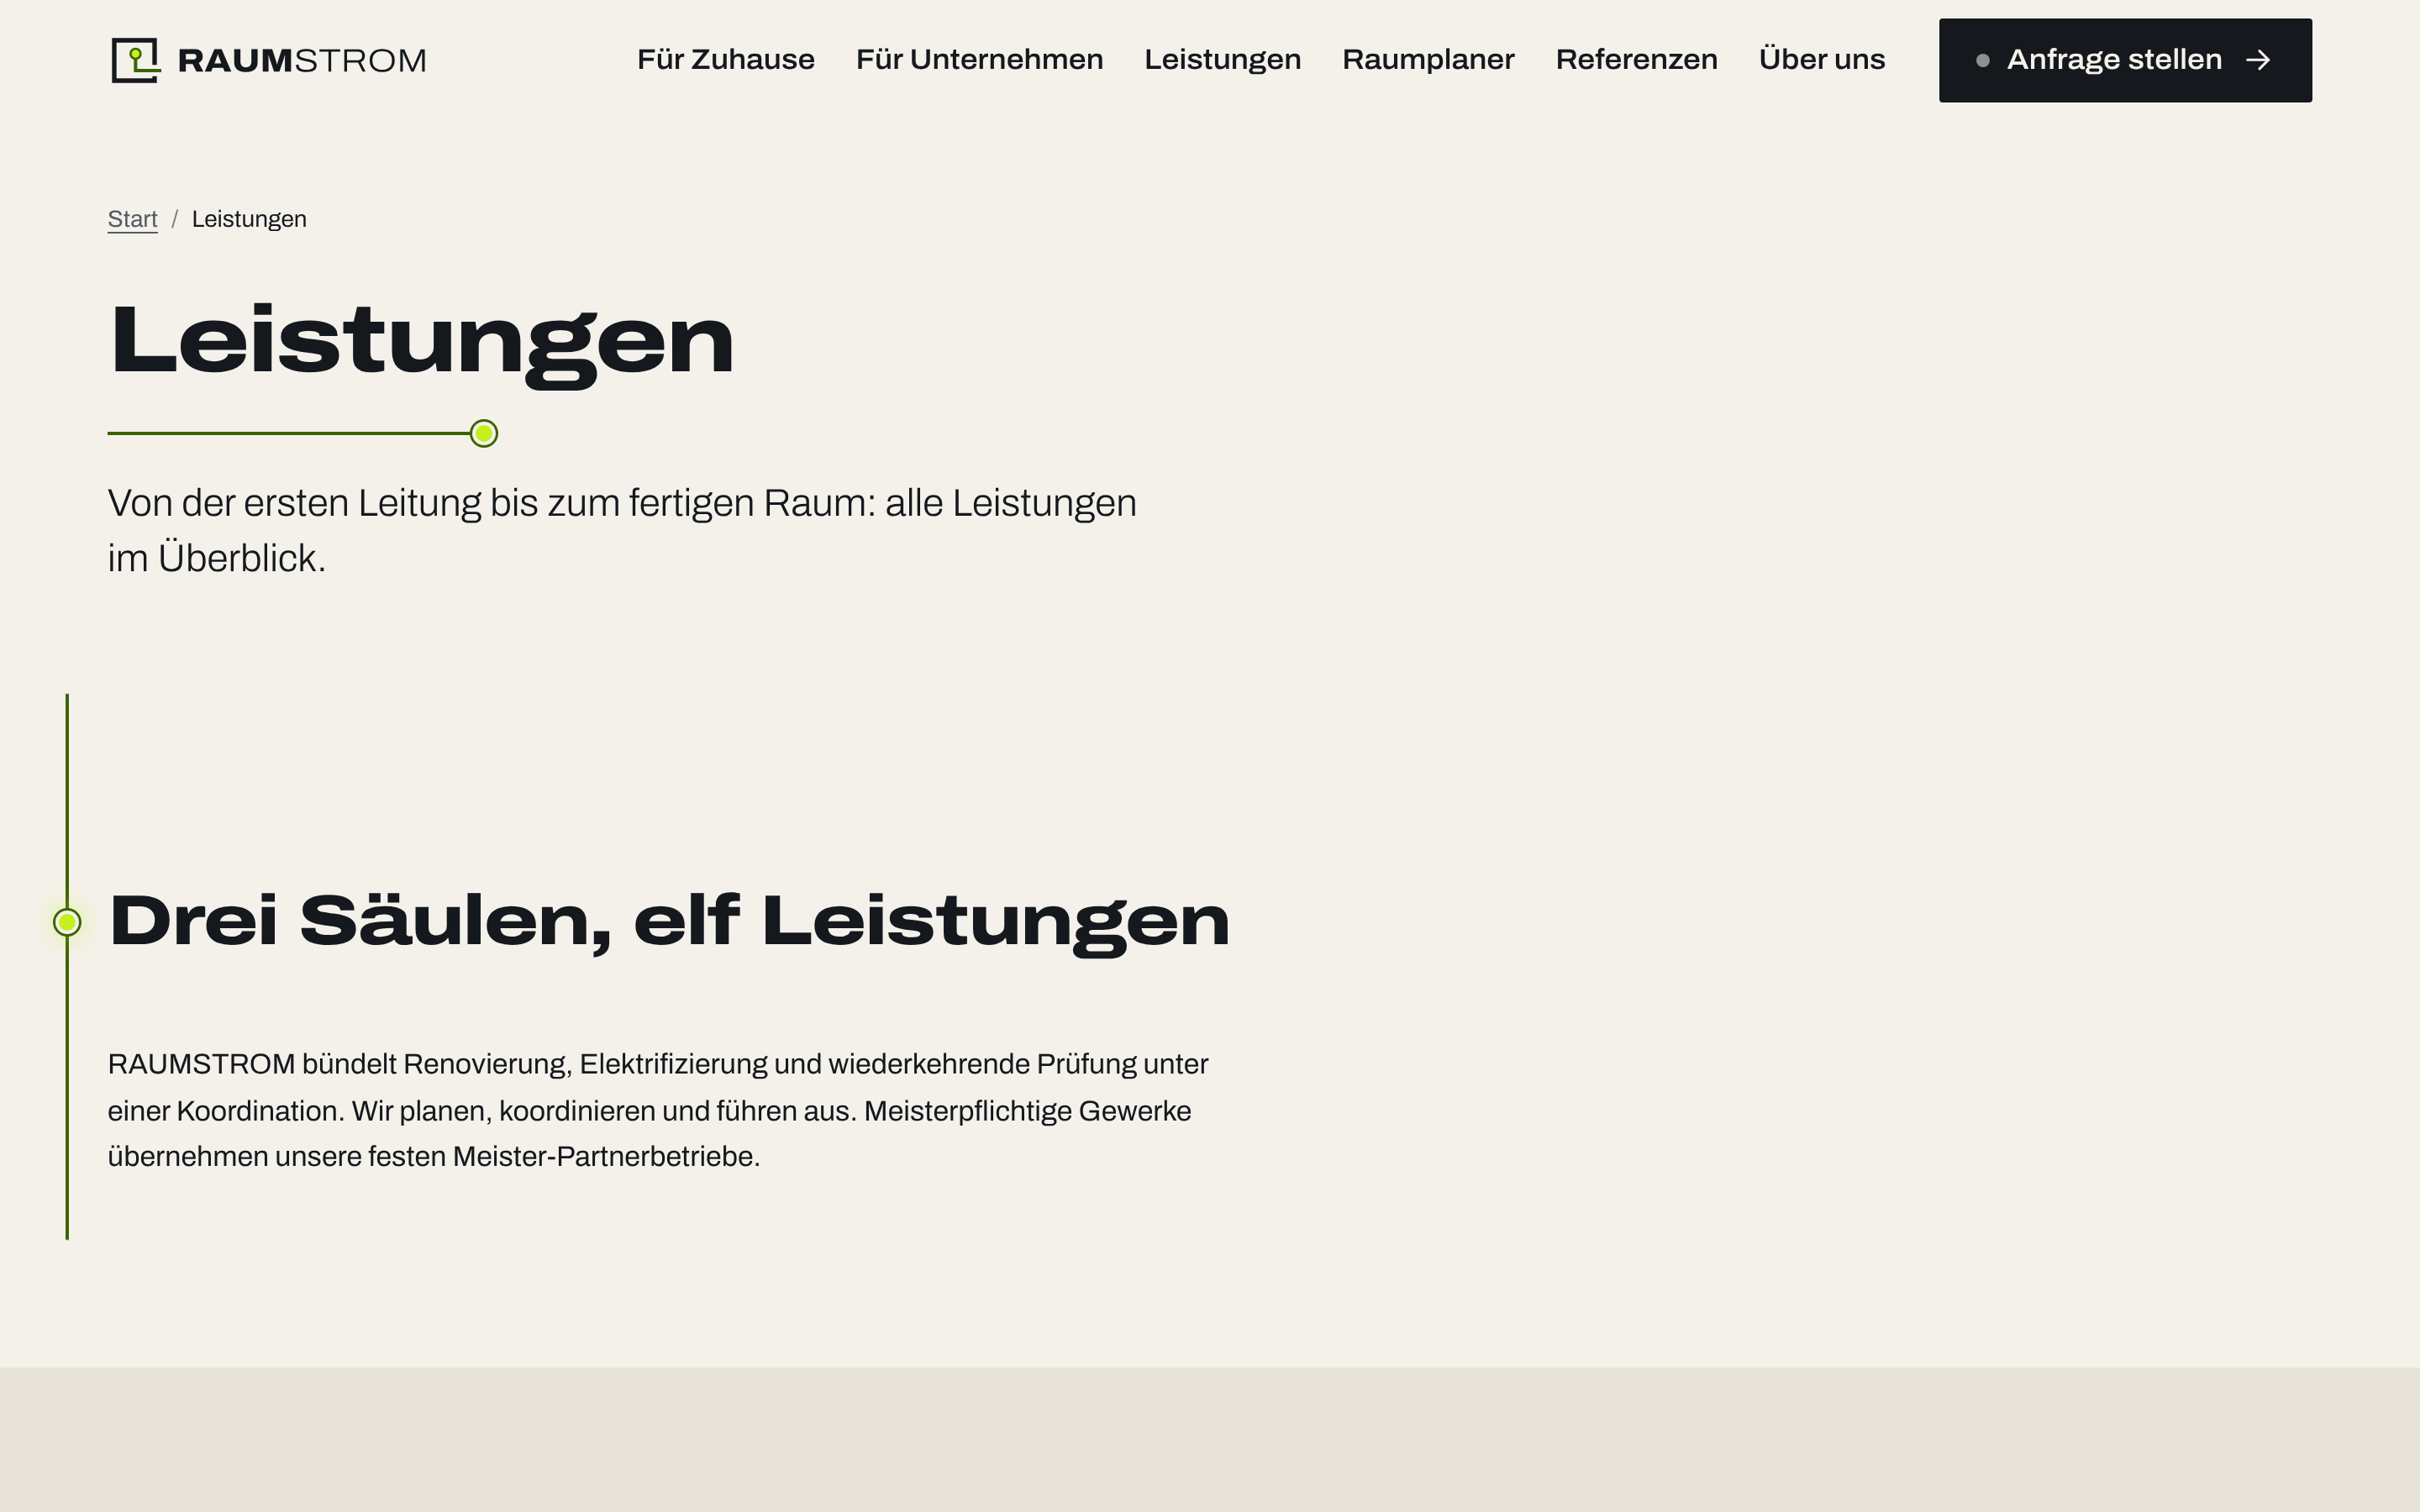 RAUMSTROM
Für Zuhause
Für Unternehmen
Leistungen
Raumplaner
Referenzen
Über uns
Anfrage stellen →
Start / Leistungen
Leistungen
Von der ersten Leitung bis zum fertigen Raum: alle Leistungen
im Überblick.
Drei Säulen, elf Leistungen
RAUMSTROM bündelt Renovierung, Elektrifizierung und wiederkehrende Prüfung unter
einer Koordination. Wir planen, koordinieren und führen aus. Meisterpflichtige Gewerke
übernehmen unsere festen Meister-Partnerbetriebe.